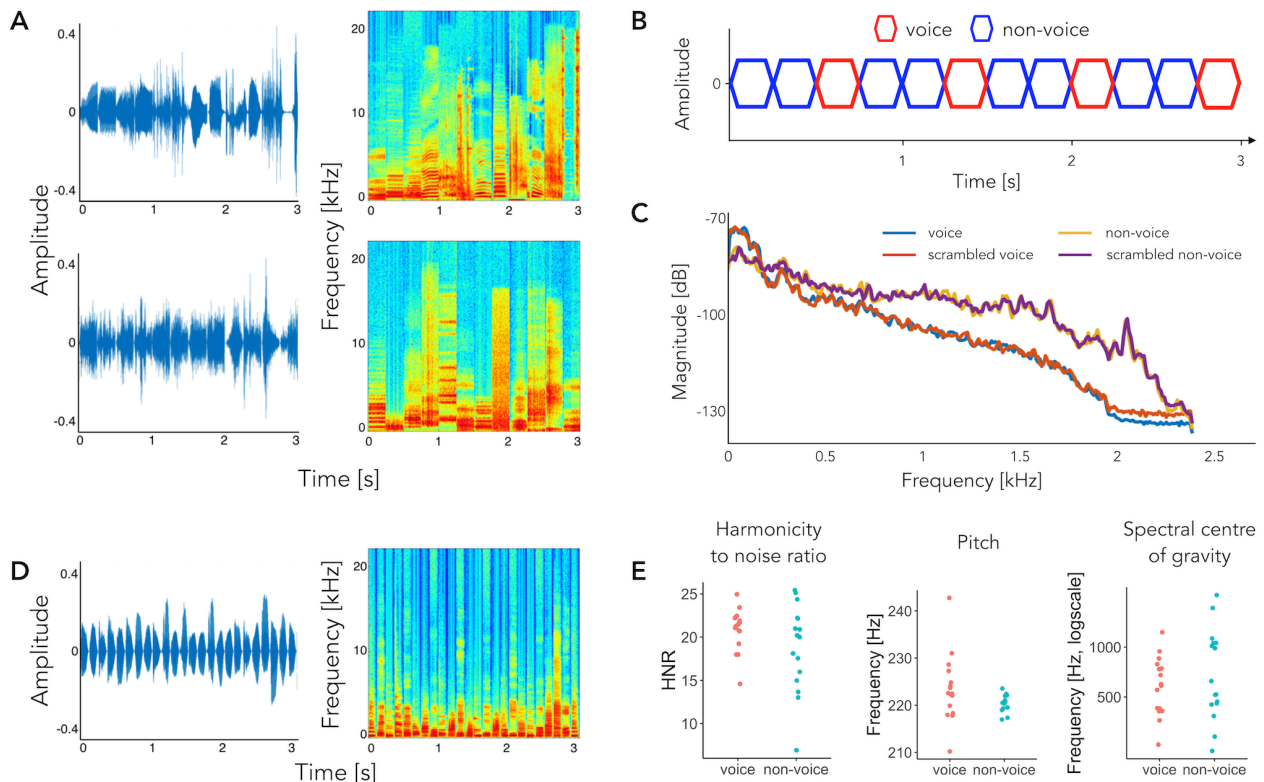 A
Amplitude
0.4
0
-0.4
0 1 2 3
0.4
0
-0.4
0 1 2 3
Frequency [kHz]
20
10
0
0 1 2 3
20
10
0
0 1 2 3
Time [s]
B
voice non-voice
Amplitude
0
1 2 3
Time [s]
C
-70
-100
-130
Magnitude [dB]
voice non-voice
scrambled voice scrambled non-voice
0 0.5 1 1.5 2 2.5
Frequency [kHz]
D
Amplitude
0.4
0
-0.4
0 1 2 3
Frequency [kHz]
20
10
0
0 1 2 3
Time [s]
E
Harmonicity
to noise ratio
HNR
25
20
15
10
voice non-voice
Pitch
Frequency [Hz]
240
230
220
210
voice non-voice
Spectral centre
of gravity
Frequency [Hz, logscale]
1000
500
voice non-voice